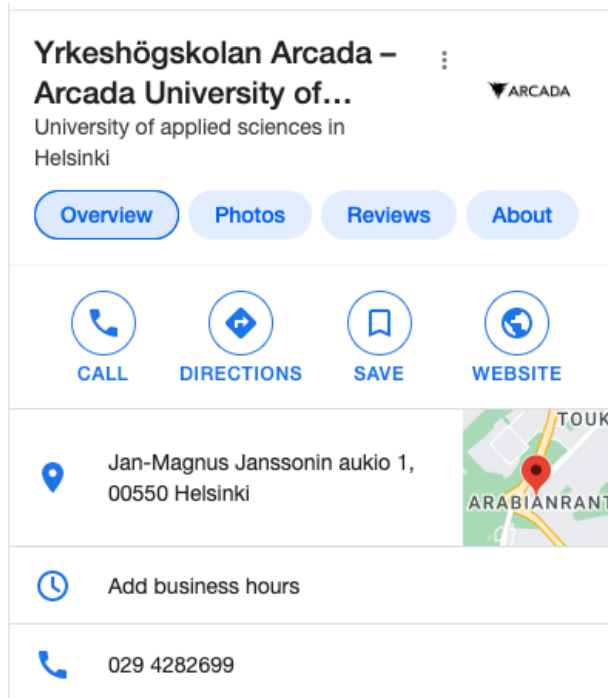 Yrkeshögskolan Arcada –
Arcada University of...
ARCADA
University of applied sciences in
Helsinki
Overview Photos Reviews About
CALL DIRECTIONS SAVE WEBSITE
TOUK
Jan-Magnus Janssonin aukio 1,
00550 Helsinki
ARABIANRANT
Add business hours
029 4282699